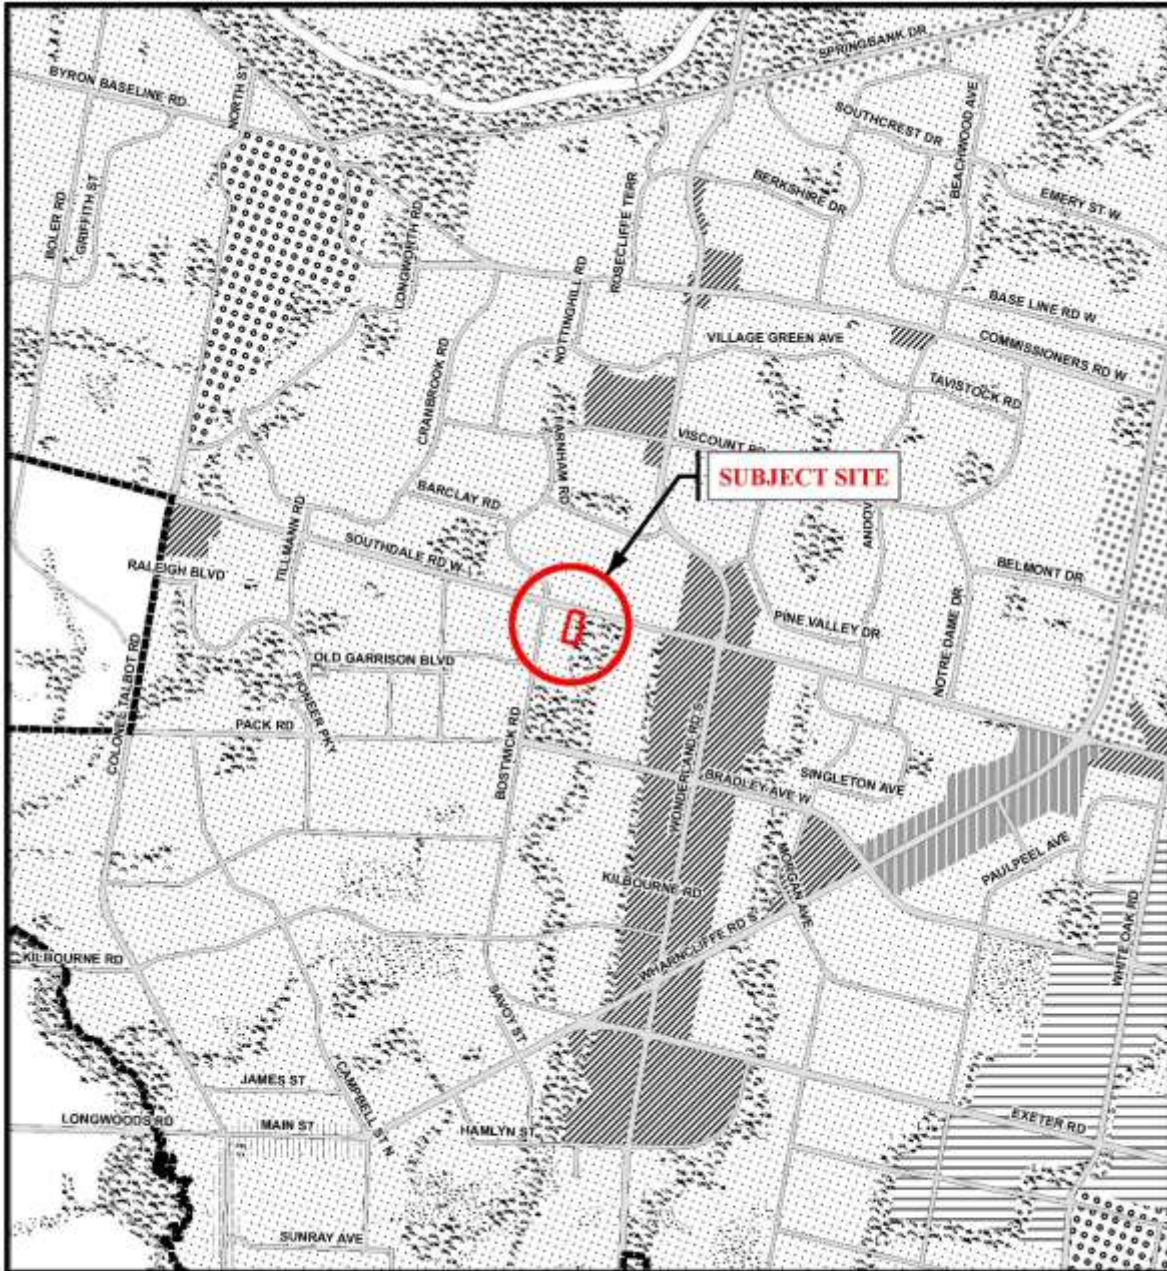 SPRINGBANK DR
BYRON BASELINE RD
NORTH ST
SOUTHCREST DR
BEACHWOOD AVE
BERKSHIRE DR
EMERY ST W
BOLER RD
GRIFFITH ST
LONGWORTH RD
ROSECLIFFE TERR
NOTTINGHILL RD
BASE LINE RD W
COMMISSIONERS RD W
VILLAGE GREEN AVE
CRANBROOK RD
TAVISTOCK RD
FARNHAM RD
VISCOUNT RD
SUBJECT SITE
BARCLAY RD
ANDOV
TILLMANN RD
SOUTHDALE RD W
RALEIGH BLVD
BELMONT DR
PINE VALLEY DR
NOTRE DAME DR
OLD GARRISON BLVD
COLONEL TALBOT RD
PIONEER PKY
PACK RD
BOSTWICK RD
WONDERLAND RD S
BRADLEY AVE W
SINGLETON AVE
PAULPEEL AVE
MORGAN AVE
KILBOURNE RD
WHARNCLIFFE RD S
WHITE OAK RD
KILBOURNE RD
SAVOY ST
CAMPBELL ST N
JAMES ST
LONGWOODS RD
MAIN ST
HAMLYN ST
EXETER RD
SUNRAY AVE